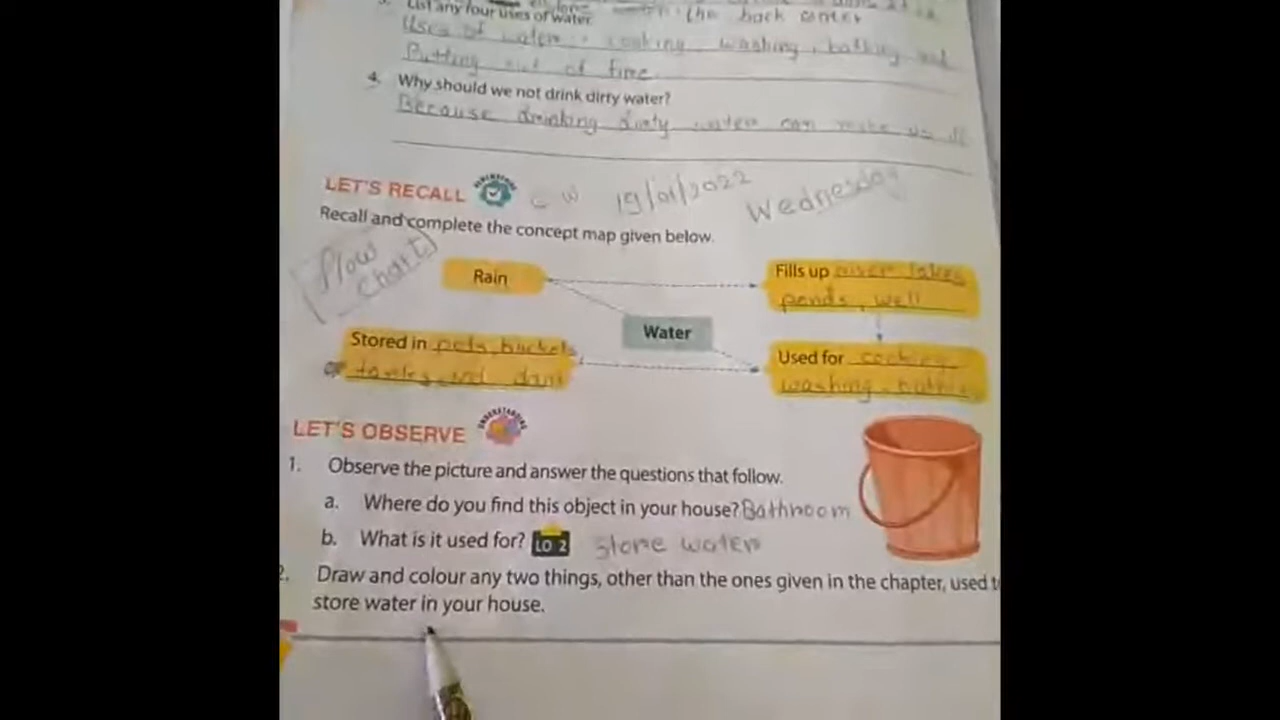 the back center
List any four uses of water.
Uses of water cooking, washing, bathing and
Putting out of fire
4. Why should we not drink dirty water?
Because drinking dirty water can make us ill
LET'S RECALL C W 19/01/2022 Wednesday
Recall and complete the concept map given below.
Flow
Chart
Rain
Fills up river lakes
ponds, well
Water
Stored in pots, buckets,
or tanks and dams
Used for cooking
washing, bathing
LET'S OBSERVE
UNDERSTANDING
1. Observe the picture and answer the questions that follow.
a. Where do you find this object in your house? Bathroom
b. What is it used for? LO 2 Store water
2. Draw and colour any two things, other than the ones given in the chapter, used t
store water in your house.